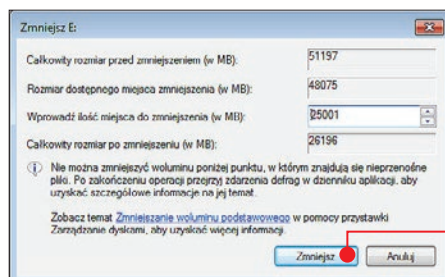 Zmniejsz E:
Całkowity rozmiar przed zmniejszeniem (w MB): 51197
Rozmiar dostępnego miejsca zmniejszenia (w MB): 48075
Wprowadź ilość miejsca do zmniejszenia (w MB): 25001
Całkowity rozmiar po zmniejszeniu (w MB): 26196
Nie można zmniejszyć woluminu poniżej punktu, w którym znajdują się nieprzenośne
pliki. Po zakończeniu operacji przejrzyj zdarzenia defrag w dzienniku aplikacji, aby
uzyskać szczegółowe informacje na jej temat.
Zobacz temat Zmniejszanie woluminu podstawowego w pomocy przystawki
Zarządzanie dyskami, aby uzyskać więcej informacji.
Zmniejsz Anuluj